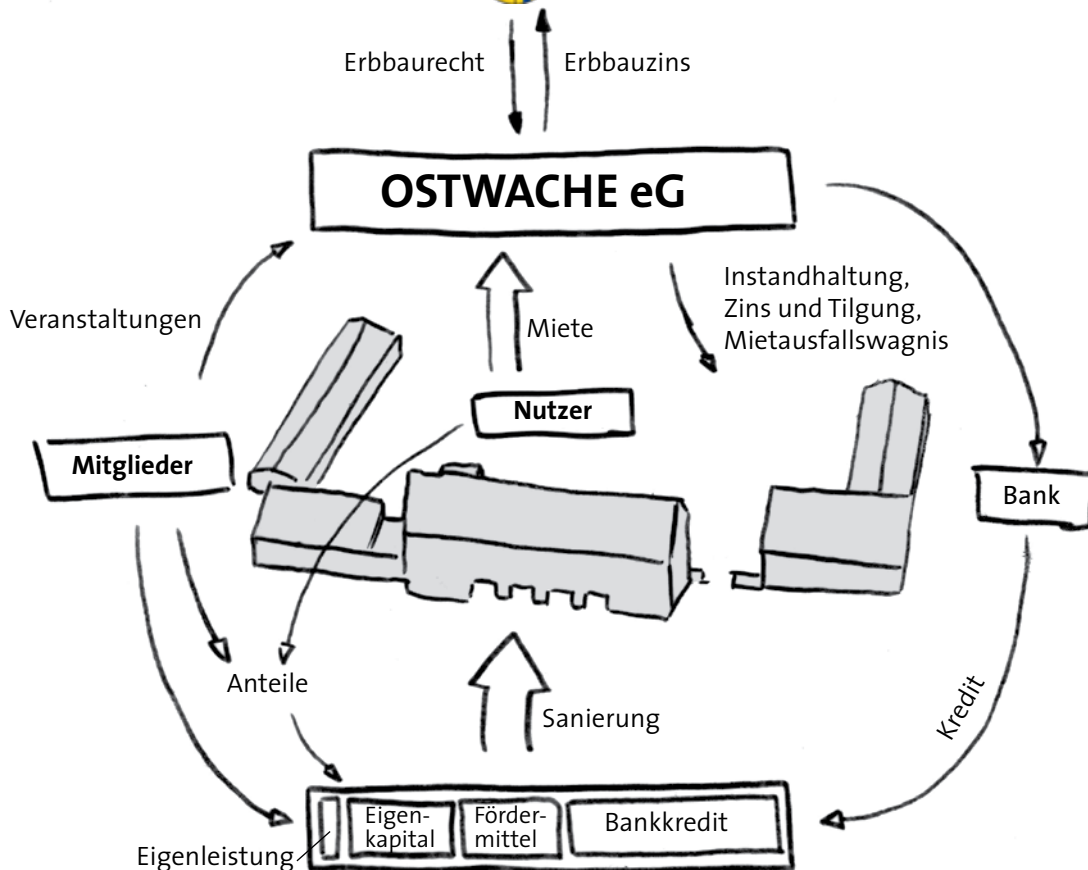 Erbbaurecht
Erbbauzins
OSTWACHE eG
Instandhaltung,
Zins und Tilgung,
Mietausfallswagnis
Veranstaltungen
Miete
Nutzer
Mitglieder
Bank
Anteile
Sanierung
Kredit
Eigen-
kapital
Förder-
mittel
Bankkredit
Eigenleistung